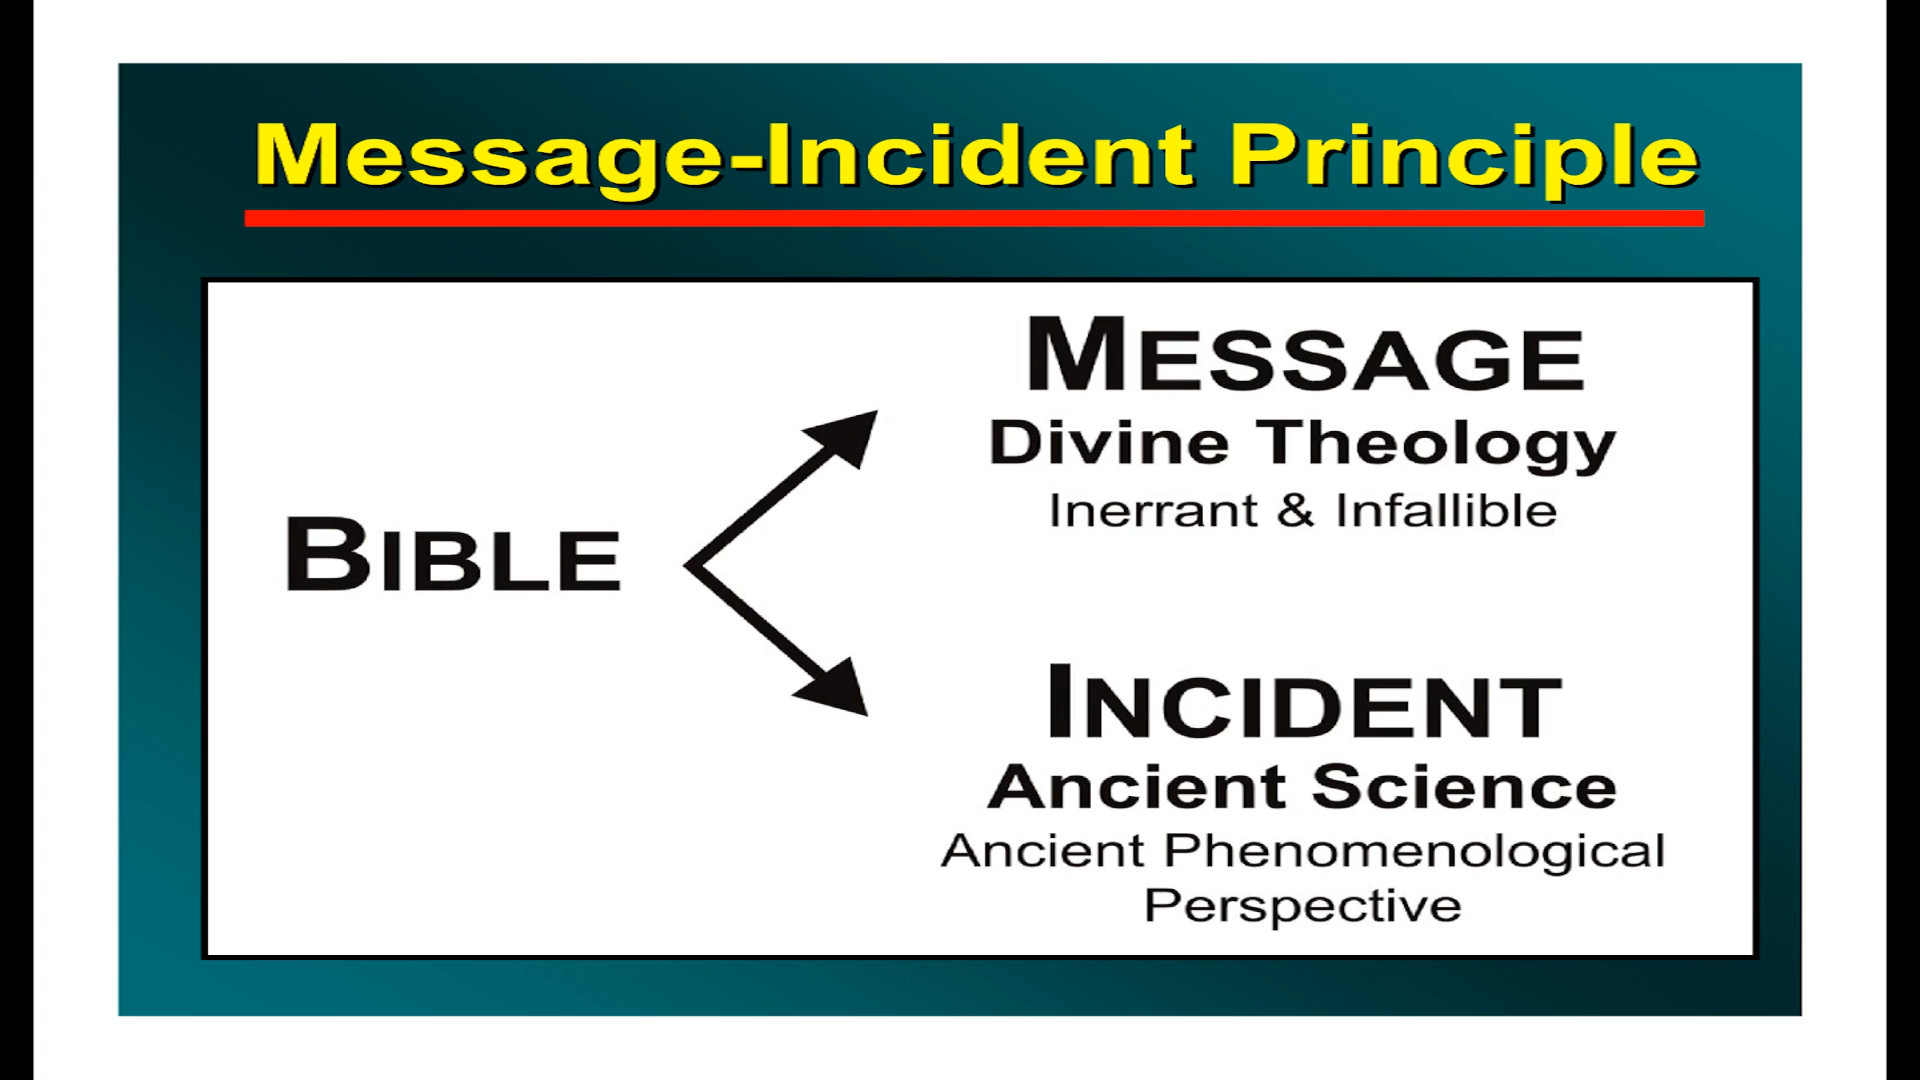 Message-Incident Principle
BIBLE
MESSAGE
Divine Theology
Inerrant & Infallible
INCIDENT
Ancient Science
Ancient Phenomenological
Perspective